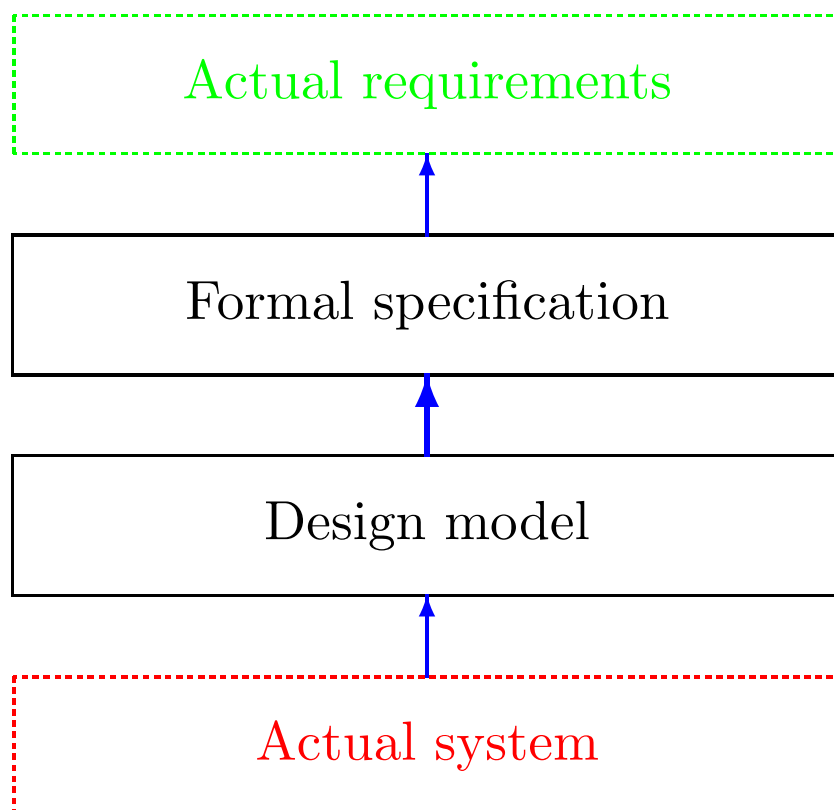 Actual requirements
Formal specification
Design model
Actual system